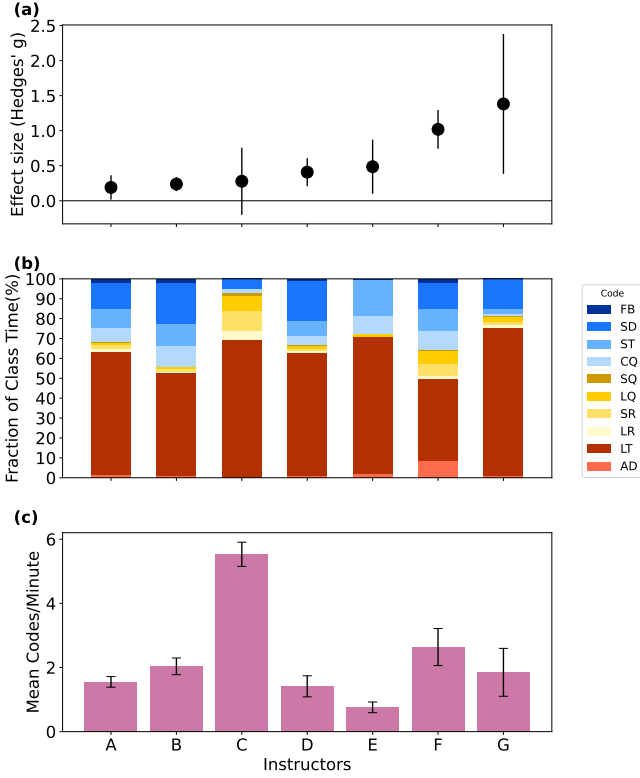 (a)
Effect size (Hedges' g)
2.5
2.0
1.5
1.0
0.5
0.0
(b)
Fraction of Class Time(%)
100
90
80
70
60
50
40
30
20
10
0
Code
FB
SD
ST
CQ
SQ
LQ
SR
LR
LT
AD
(c)
Mean Codes/Minute
6
4
2
0
A B C D E F G
Instructors